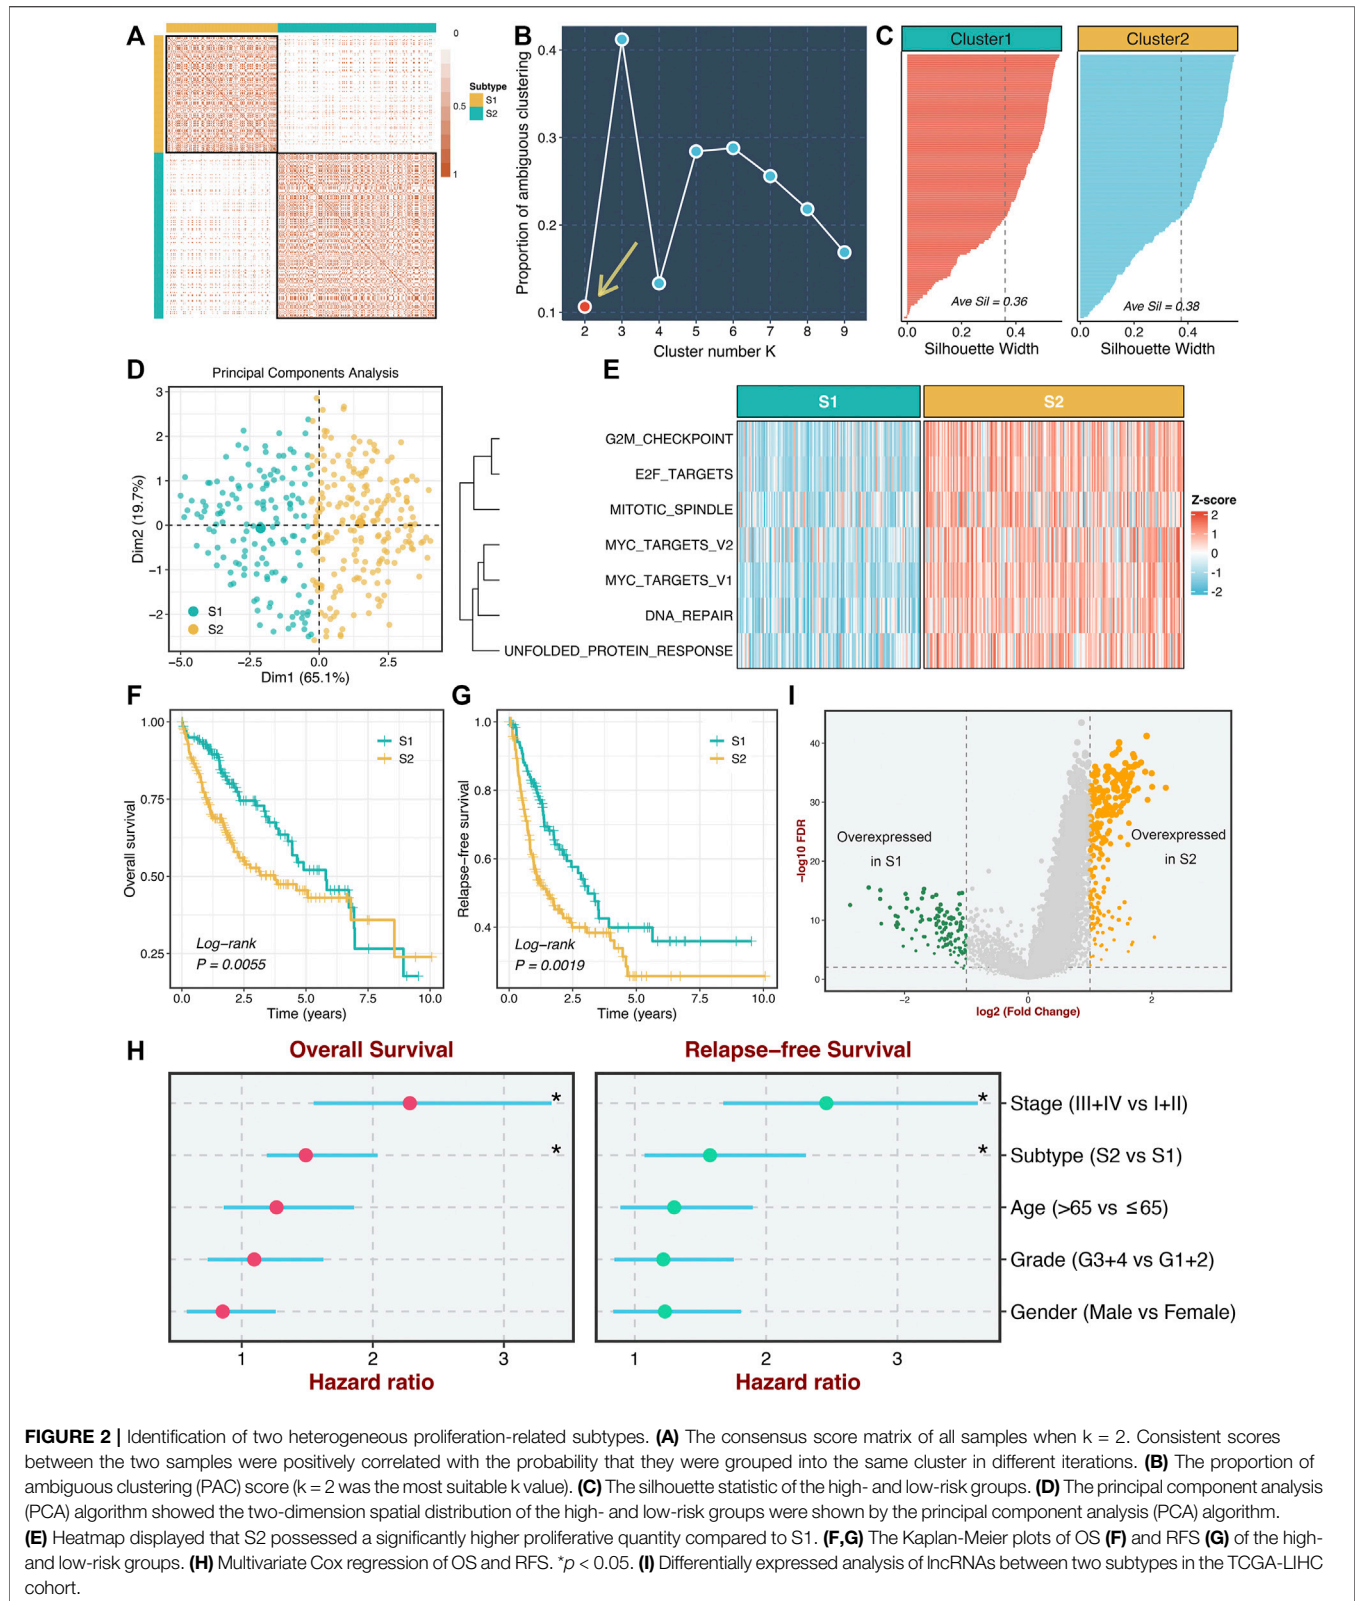 A
0
0.5
1
Subtype
S1
S2
B
Proportion of ambiguous clustering
0.4
0.3
0.2
0.1
2 3 4 5 6 7 8 9
Cluster number K
C
Cluster1
Cluster2
Ave Sil = 0.36
Ave Sil = 0.38
0.0 0.2 0.4
0.0 0.2 0.4
Silhouette Width
Silhouette Width
D
Principal Components Analysis
Dim2 (19.7%)
3
2
1
0
−1
−2
S1
S2
−5.0 −2.5 0.0 2.5
Dim1 (65.1%)
E
S1
S2
G2M_CHECKPOINT
E2F_TARGETS
MITOTIC_SPINDLE
MYC_TARGETS_V2
MYC_TARGETS_V1
DNA_REPAIR
UNFOLDED_PROTEIN_RESPONSE
Z-score
2
1
0
-1
-2
F
Overall survival
1.00
0.75
0.50
0.25
S1
S2
Log−rank
P = 0.0055
0.0 2.5 5.0 7.5 10.0
Time (years)
G
Relapse−free survival
1.0
0.8
0.6
0.4
S1
S2
Log−rank
P = 0.0019
0.0 2.5 5.0 7.5 10.0
Time (years)
I
−log10 FDR
40
30
20
10
0
Overexpressed
in S1
Overexpressed
in S2
−2 0 2
log2 (Fold Change)
H
Overall Survival
Relapse−free Survival
* * Stage (III+IV vs I+II)
* * Subtype (S2 vs S1)
Age (>65 vs ≤65)
Grade (G3+4 vs G1+2)
Gender (Male vs Female)
1 2 3
1 2 3
Hazard ratio
Hazard ratio
FIGURE 2 | Identification of two heterogeneous proliferation-related subtypes. (A) The consensus score matrix of all samples when k = 2. Consistent scores
between the two samples were positively correlated with the probability that they were grouped into the same cluster in different iterations. (B) The proportion of
ambiguous clustering (PAC) score (k = 2 was the most suitable k value). (C) The silhouette statistic of the high- and low-risk groups. (D) The principal component analysis
(PCA) algorithm showed the two-dimension spatial distribution of the high- and low-risk groups were shown by the principal component analysis (PCA) algorithm.
(E) Heatmap displayed that S2 possessed a significantly higher proliferative quantity compared to S1. (F,G) The Kaplan-Meier plots of OS (F) and RFS (G) of the high-
and low-risk groups. (H) Multivariate Cox regression of OS and RFS. *p < 0.05. (I) Differentially expressed analysis of lncRNAs between two subtypes in the TCGA-LIHC
cohort.